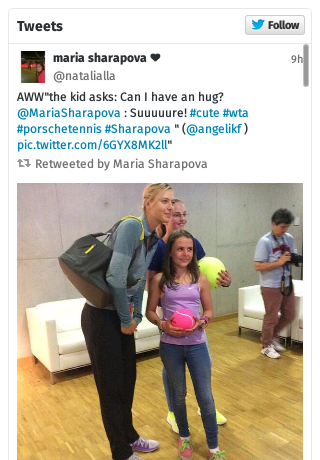 Tweets
Follow
maria sharapova ❤ 9h
@natalialla
AWW"the kid asks: Can I have an hug?
@MariaSharapova : Suuuuure! #cute #wta
#porschetennis #Sharapova " (@angelikf )
pic.twitter.com/6GYX8MK2ll"
Retweeted by Maria Sharapova